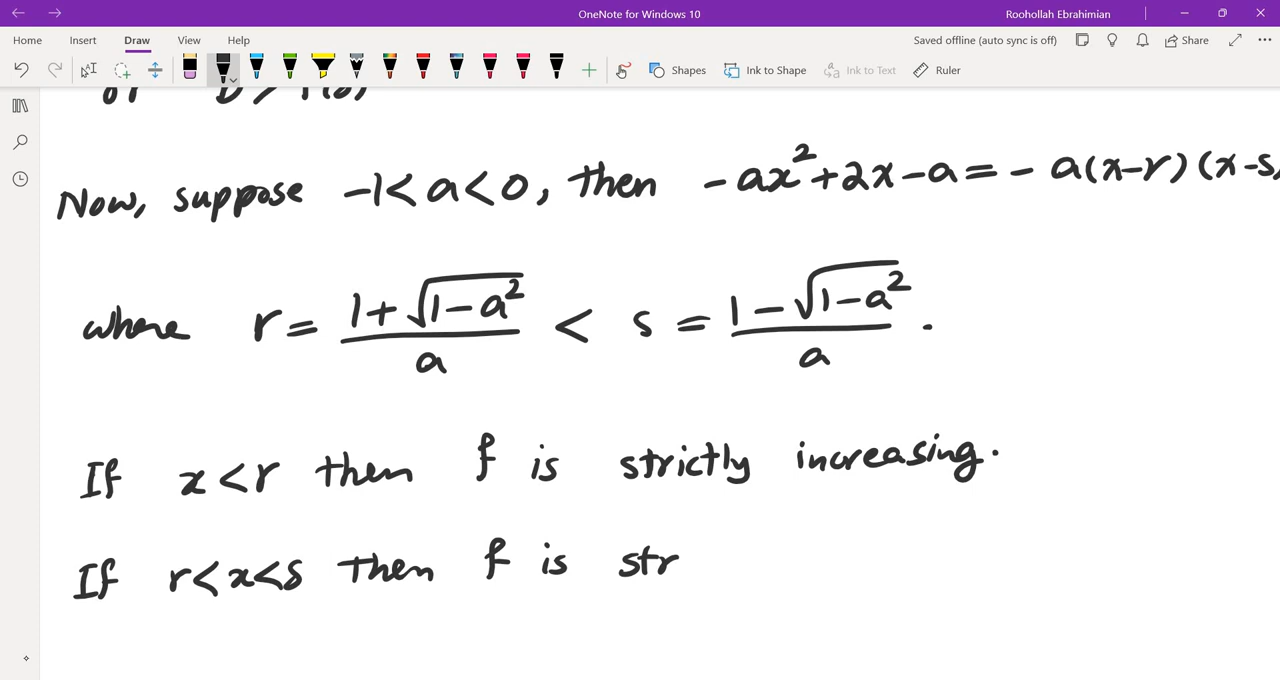 OneNote for Windows 10
Roohollah Ebrahimian
Home Insert Draw View Help
Saved offline (auto sync is off) Share
Shapes Ink to Shape Ink to Text Ruler
Now, suppose -1<a<0, then -ax²+2x-a=-a(x-r)(x-s
where r = (1+√(1-a²))/a < s = (1-√(1-a²))/a .
If x<r then f is strictly increasing.
If r<x<s then f is str